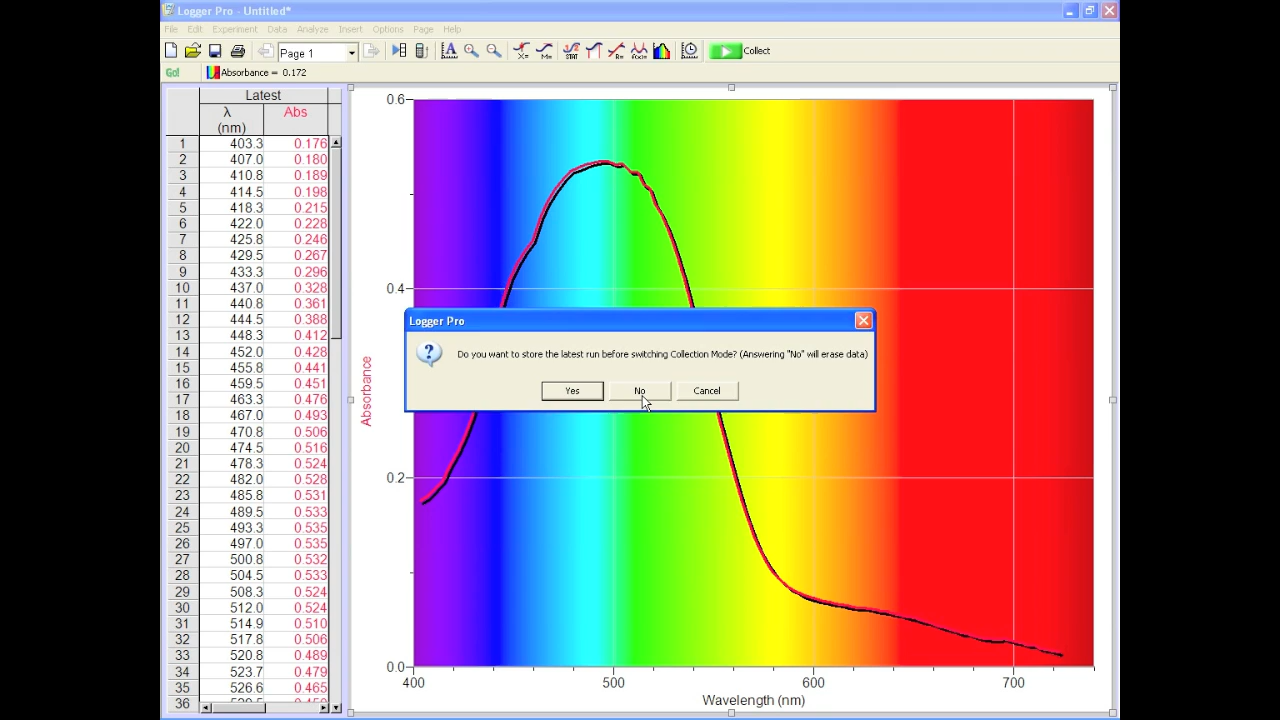 Logger Pro - Untitled*
File Edit Experiment Data Analyze Insert Options Page Help
Page 1
X=
M=
STAT
R=
f(x)=
Collect
Go!
Absorbance = 0.172
Latest
λ Abs
(nm)
1 403.3 0.176
2 407.0 0.180
3 410.8 0.189
4 414.5 0.198
5 418.3 0.215
6 422.0 0.228
7 425.8 0.246
8 429.5 0.267
9 433.3 0.296
10 437.0 0.328
11 440.8 0.361
12 444.5 0.388
13 448.3 0.412
14 452.0 0.428
15 455.8 0.441
16 459.5 0.451
17 463.3 0.476
18 467.0 0.493
19 470.8 0.506
20 474.5 0.516
21 478.3 0.524
22 482.0 0.528
23 485.8 0.531
24 489.5 0.533
25 493.3 0.535
26 497.0 0.535
27 500.8 0.532
28 504.5 0.533
29 508.3 0.524
30 512.0 0.524
31 514.9 0.510
32 517.8 0.506
33 520.8 0.489
34 523.7 0.479
35 526.6 0.465
36
0.6
0.4
0.2
0.0
Absorbance
400 500 600 700
Wavelength (nm)
Logger Pro
Do you want to store the latest run before switching Collection Mode? (Answering "No" will erase data)
Yes No Cancel